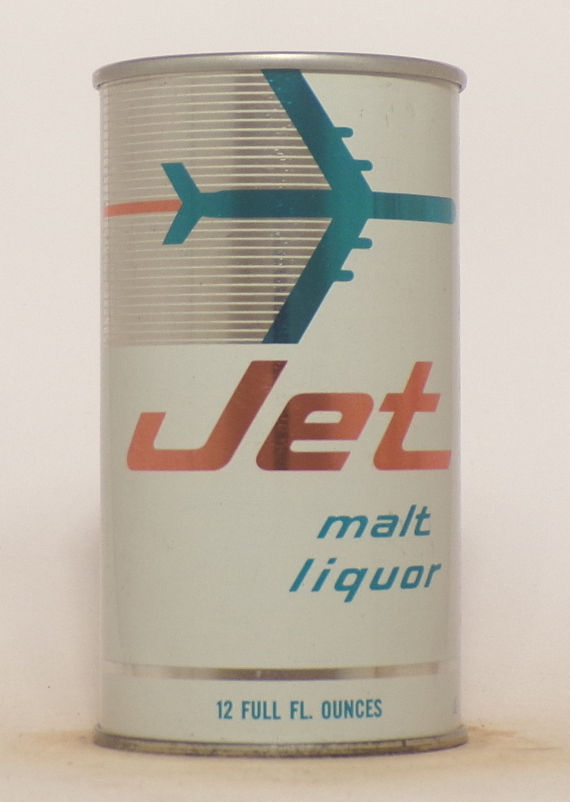 Jet
malt
liquor
12 FULL FL. OUNCES